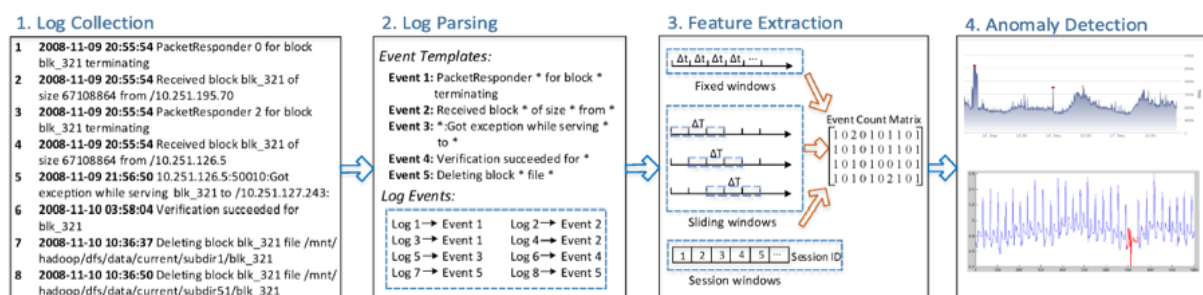 1. Log Collection
1 2008-11-09 20:55:54 PacketResponder 0 for block
blk_321 terminating
2 2008-11-09 20:55:54 Received block blk_321 of
size 67108864 from /10.251.195.70
3 2008-11-09 20:55:54 PacketResponder 2 for block
blk_321 terminating
4 2008-11-09 20:55:54 Received block blk_321 of
size 67108864 from /10.251.126.5
5 2008-11-09 21:56:50 10.251.126.5:50010:Got
exception while serving blk_321 to /10.251.127.243:
6 2008-11-10 03:58:04 Verification succeeded for
blk_321
7 2008-11-10 10:36:37 Deleting block blk_321 file /mnt/
hadoop/dfs/data/current/subdir1/blk_321
8 2008-11-10 10:36:50 Deleting block blk_321 file /mnt/
hadoop/dfs/data/current/subdir51/blk_321
2. Log Parsing
Event Templates:
Event 1: PacketResponder * for block *
terminating
Event 2: Received block * of size * from *
Event 3: *:Got exception while serving *
to *
Event 4: Verification succeeded for *
Event 5: Deleting block * file *
Log Events:
Log 1→ Event 1 Log 2→ Event 2
Log 3→ Event 1 Log 4→ Event 2
Log 5→ Event 3 Log 6→ Event 4
Log 7→ Event 5 Log 8→ Event 5
3. Feature Extraction
Δt Δt Δt Δt ...
Fixed windows
ΔT
ΔT
ΔT
Sliding windows
1 2 3 4 5 ... Session ID
Session windows
Event Count Matrix
1 0 2 0 1 0 1 1 0 1
1 0 1 0 1 0 1 1 0 1
1 0 1 0 1 0 0 1 0 1
1 0 1 0 1 0 2 1 0 1
4. Anomaly Detection